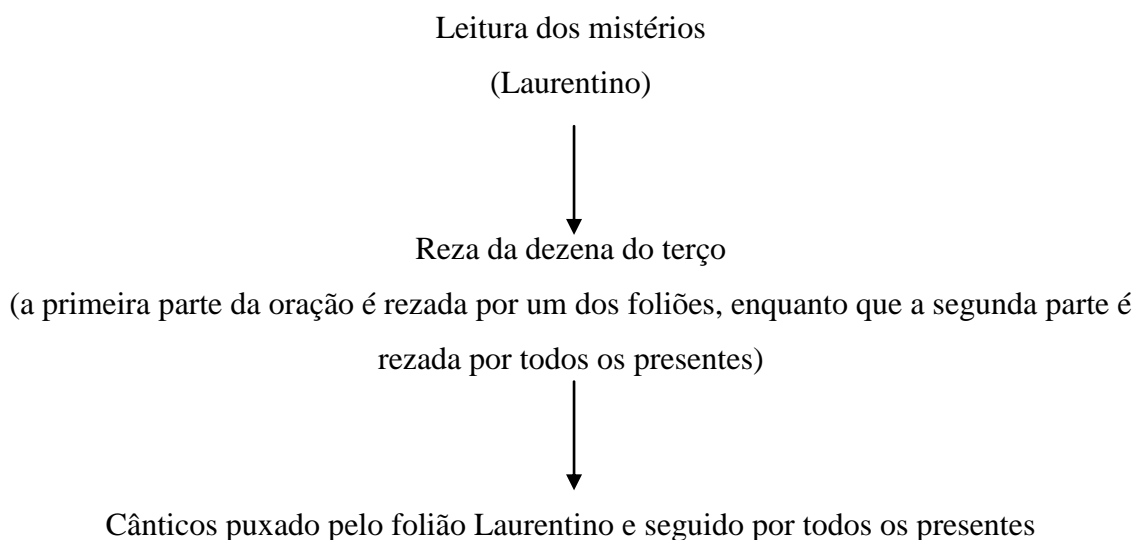 Leitura dos mistérios
(Laurentino)
Reza da dezena do terço
(a primeira parte da oração é rezada por um dos foliões, enquanto que a segunda parte é
rezada por todos os presentes)
Cânticos puxado pelo folião Laurentino e seguido por todos os presentes